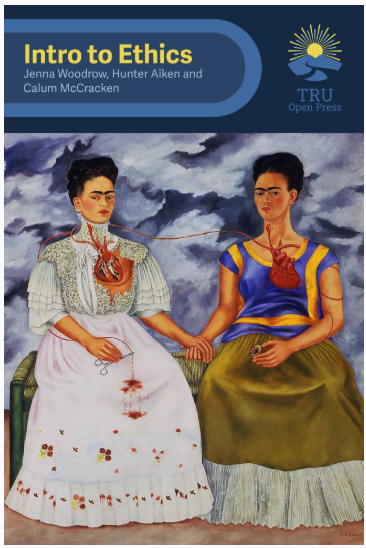 Intro to Ethics
Jenna Woodrow, Hunter Aiken and
Calum McCracken
TRU
Open Press